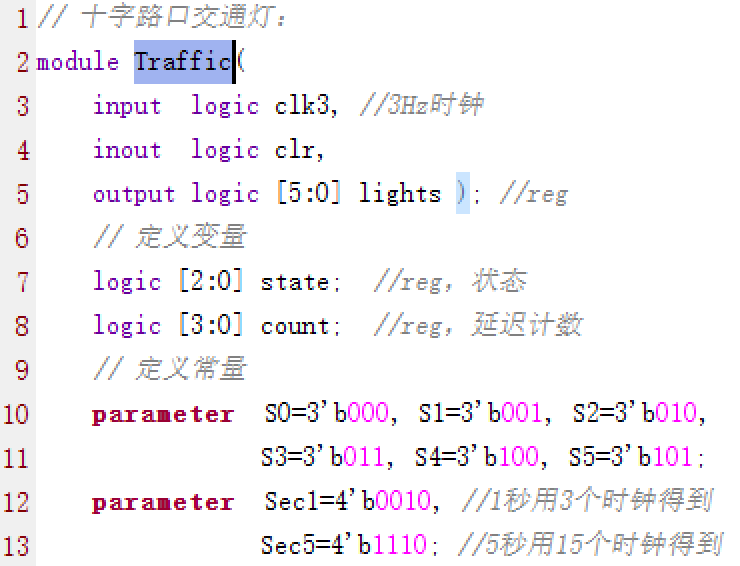 1 // 十字路口交通灯：
2 module Traffic(
3 input logic clk3, //3Hz时钟
4 inout logic clr,
5 output logic [5:0] lights ); //reg
6 // 定义变量
7 logic [2:0] state; //reg，状态
8 logic [3:0] count; //reg，延迟计数
9 // 定义常量
10 parameter S0=3'b000, S1=3'b001, S2=3'b010,
11 S3=3'b011, S4=3'b100, S5=3'b101;
12 parameter Sec1=4'b0010, //1秒用3个时钟得到
13 Sec5=4'b1110; //5秒用15个时钟得到